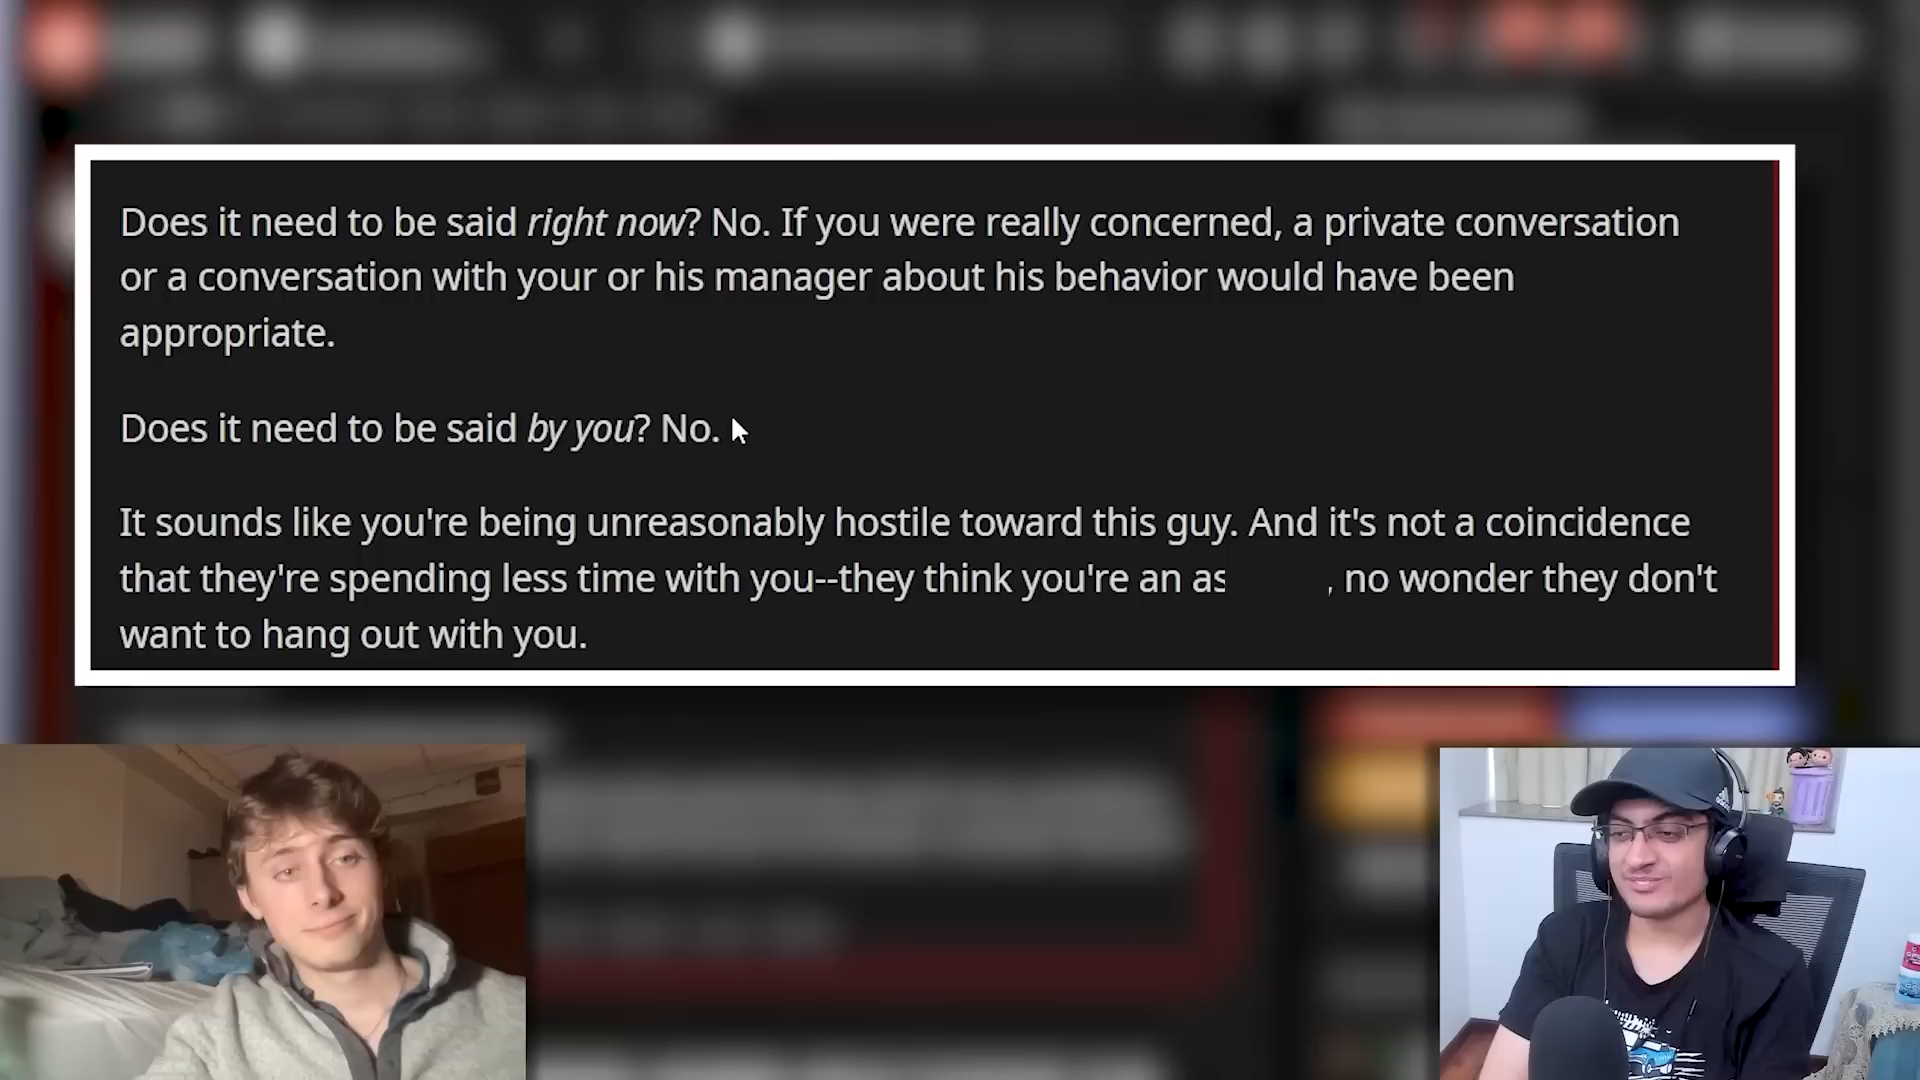 Does it need to be said right now? No. If you were really concerned, a private conversation
or a conversation with your or his manager about his behavior would have been
appropriate.
Does it need to be said by you? No.
It sounds like you're being unreasonably hostile toward this guy. And it's not a coincidence
that they're spending less time with you--they think you're an as , no wonder they don't
want to hang out with you.